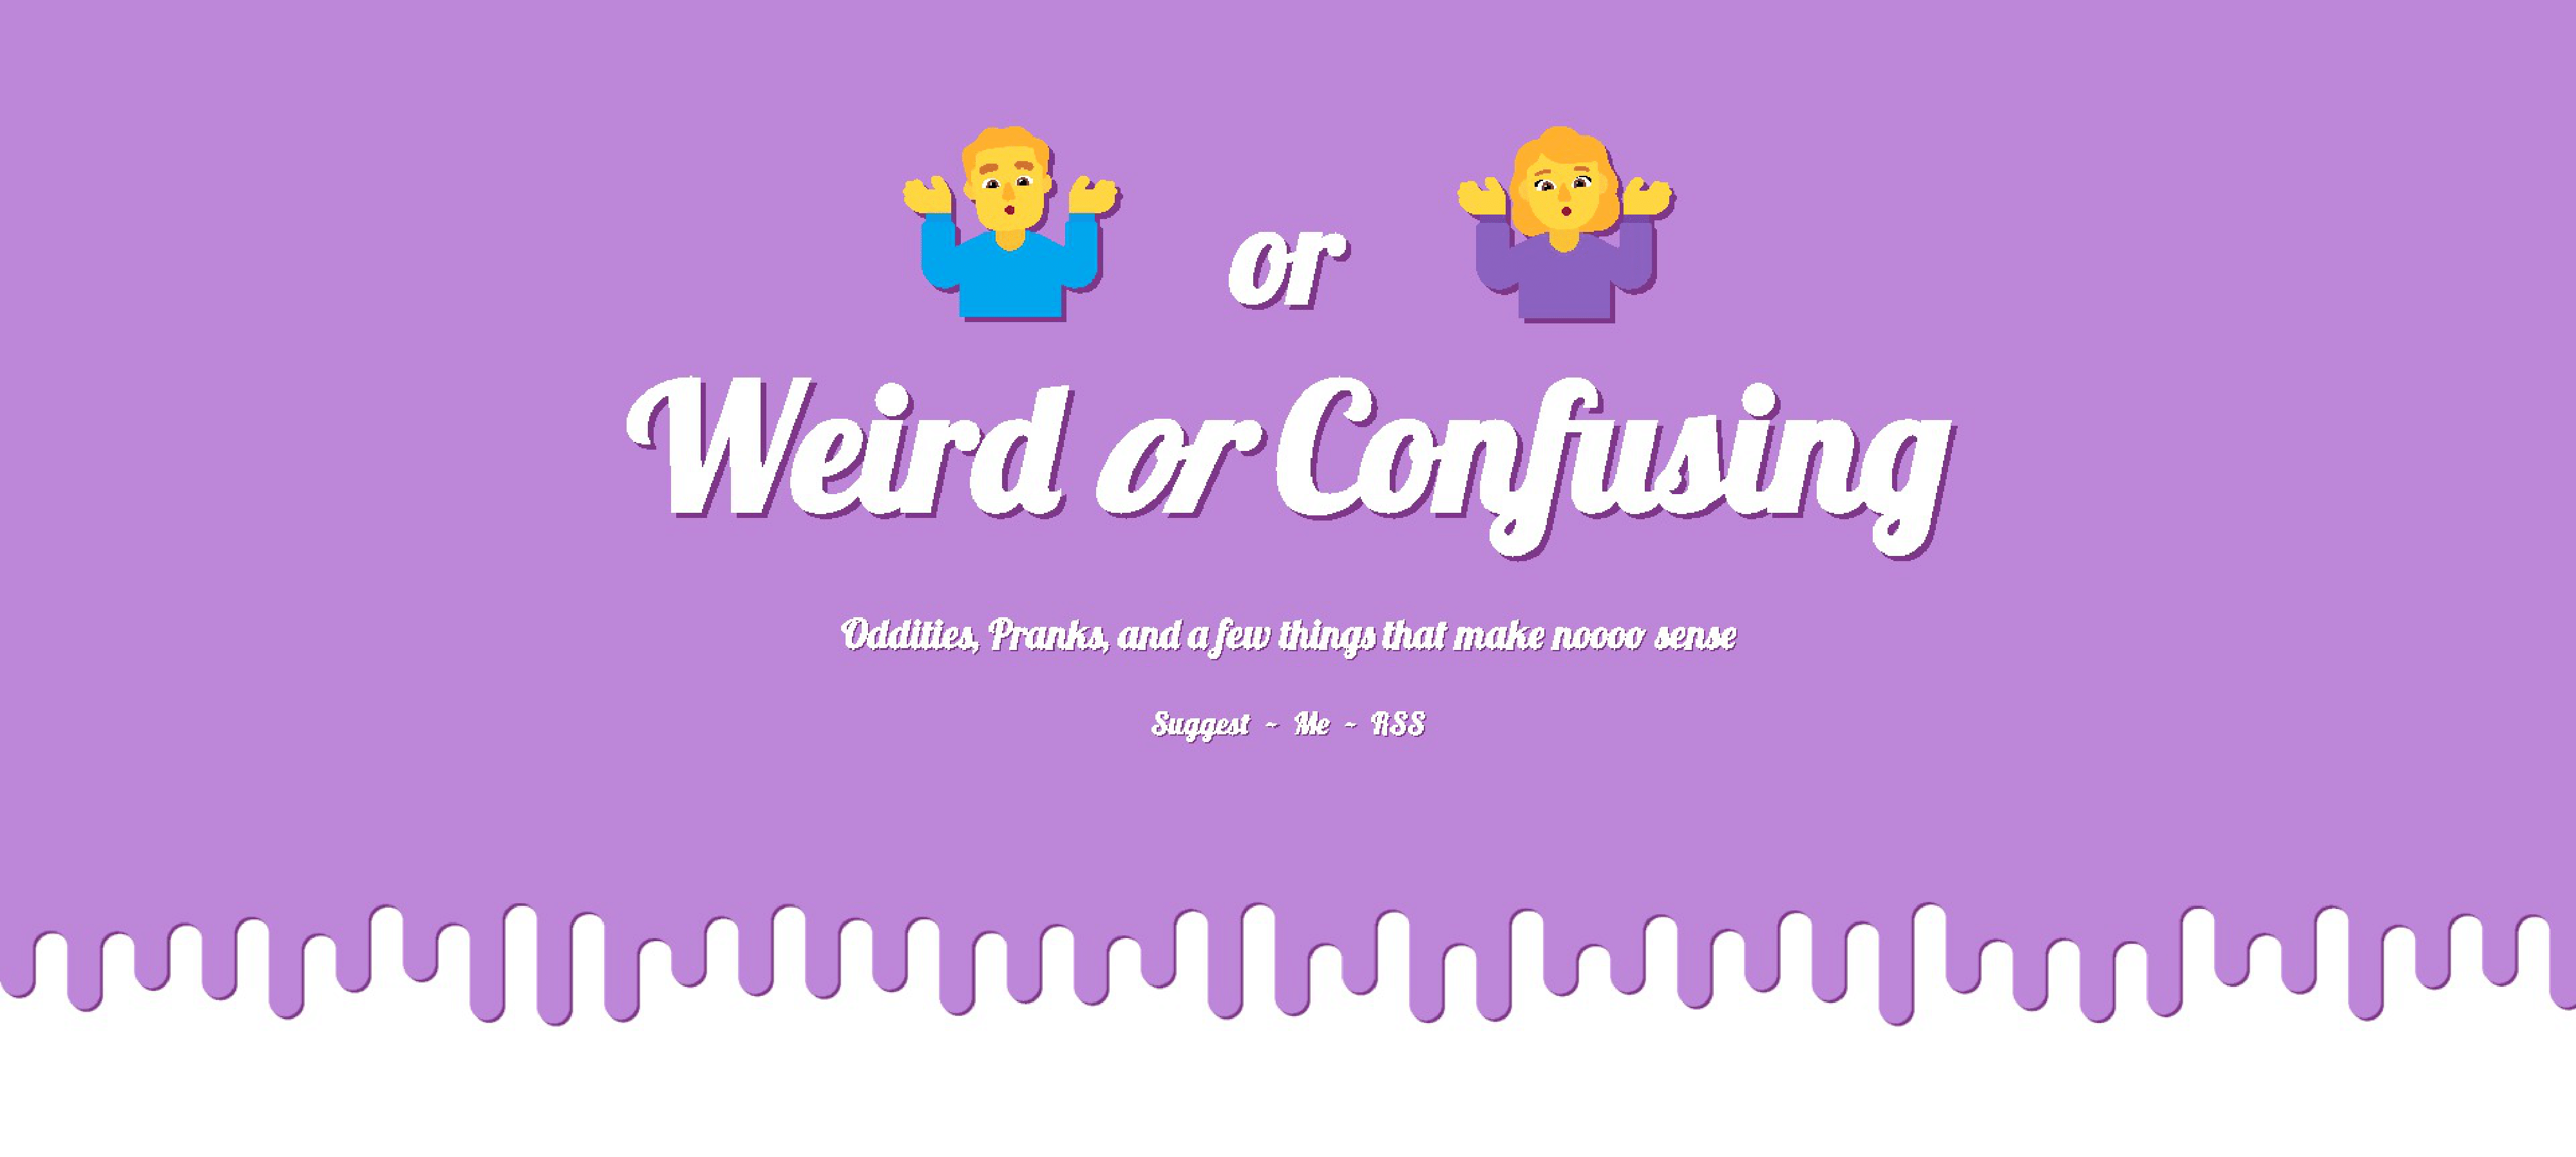 or
Weird or Confusing
Oddities, Pranks, and a few things that make noooo sense
Suggest ~ Me ~ RSS